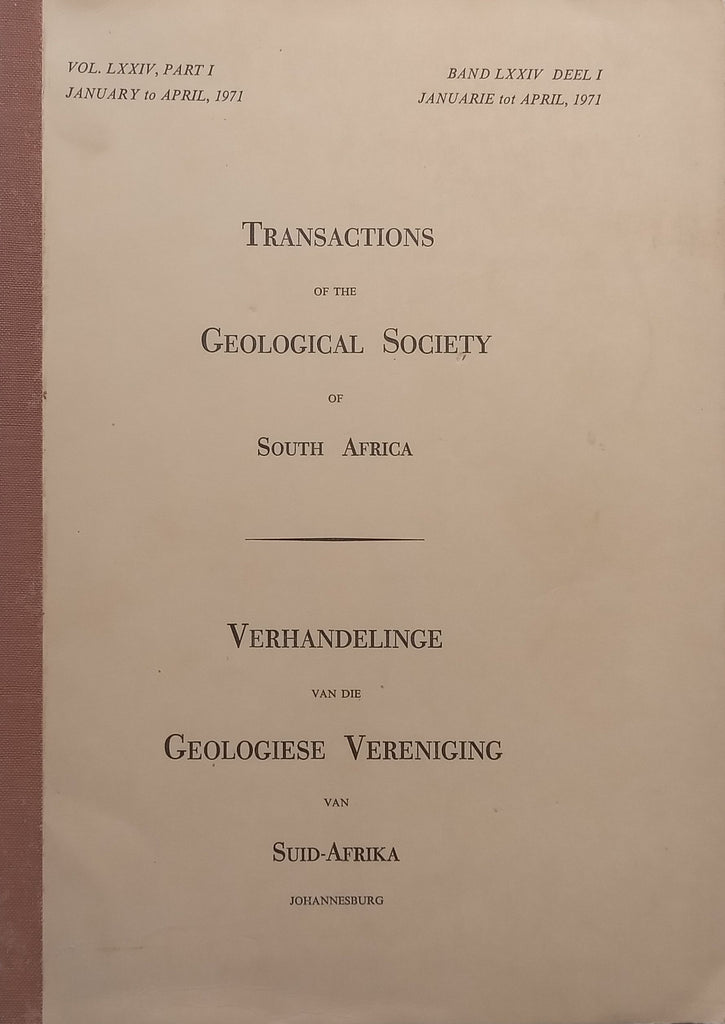 VOL. LXXIV, PART I
JANUARY to APRIL, 1971
BAND LXXIV DEEL I
JANUARIE tot APRIL, 1971
TRANSACTIONS
OF THE
GEOLOGICAL SOCIETY
OF
SOUTH AFRICA
VERHANDELINGE
VAN DIE
GEOLOGIESE VERENIGING
VAN
SUID-AFRIKA
JOHANNESBURG